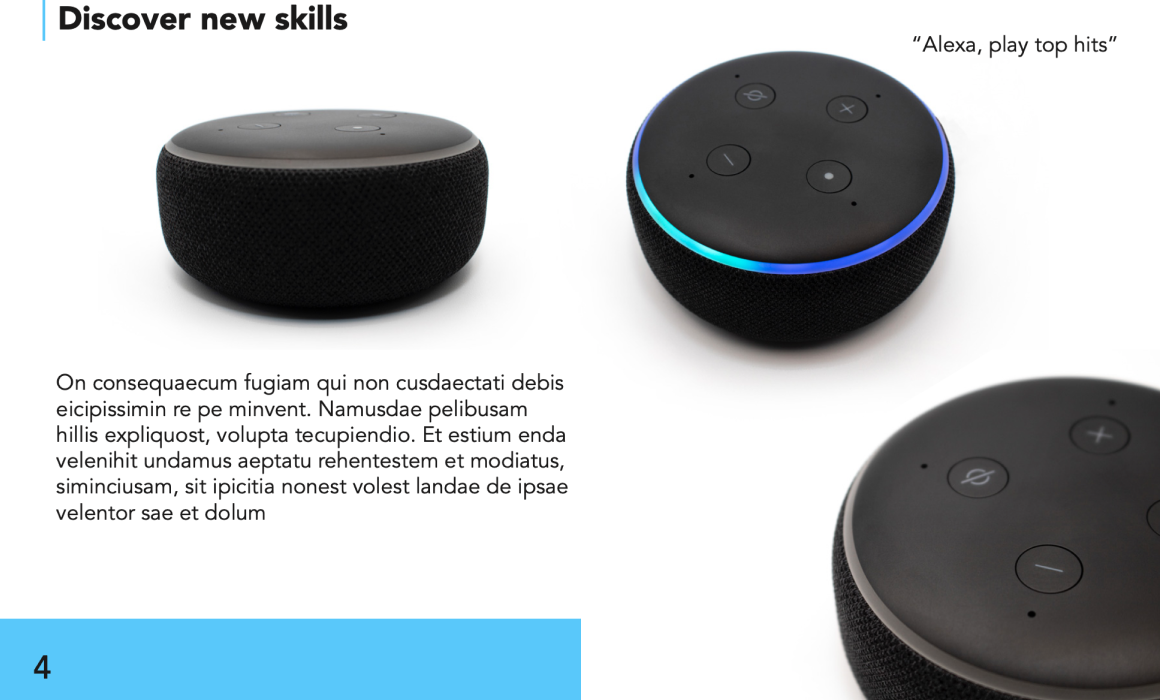 Discover new skills
“Alexa, play top hits”
On consequaecum fugiam qui non cusdaectati debis
eicipissimin re pe minvent. Namusdae pelibusam
hillis expliquost, volupta tecupiendio. Et estium enda
velenihit undamus aeptatu rehentestem et modiatus,
siminciusam, sit ipicitia nonest volest landae de ipsae
velentor sae et dolum
4